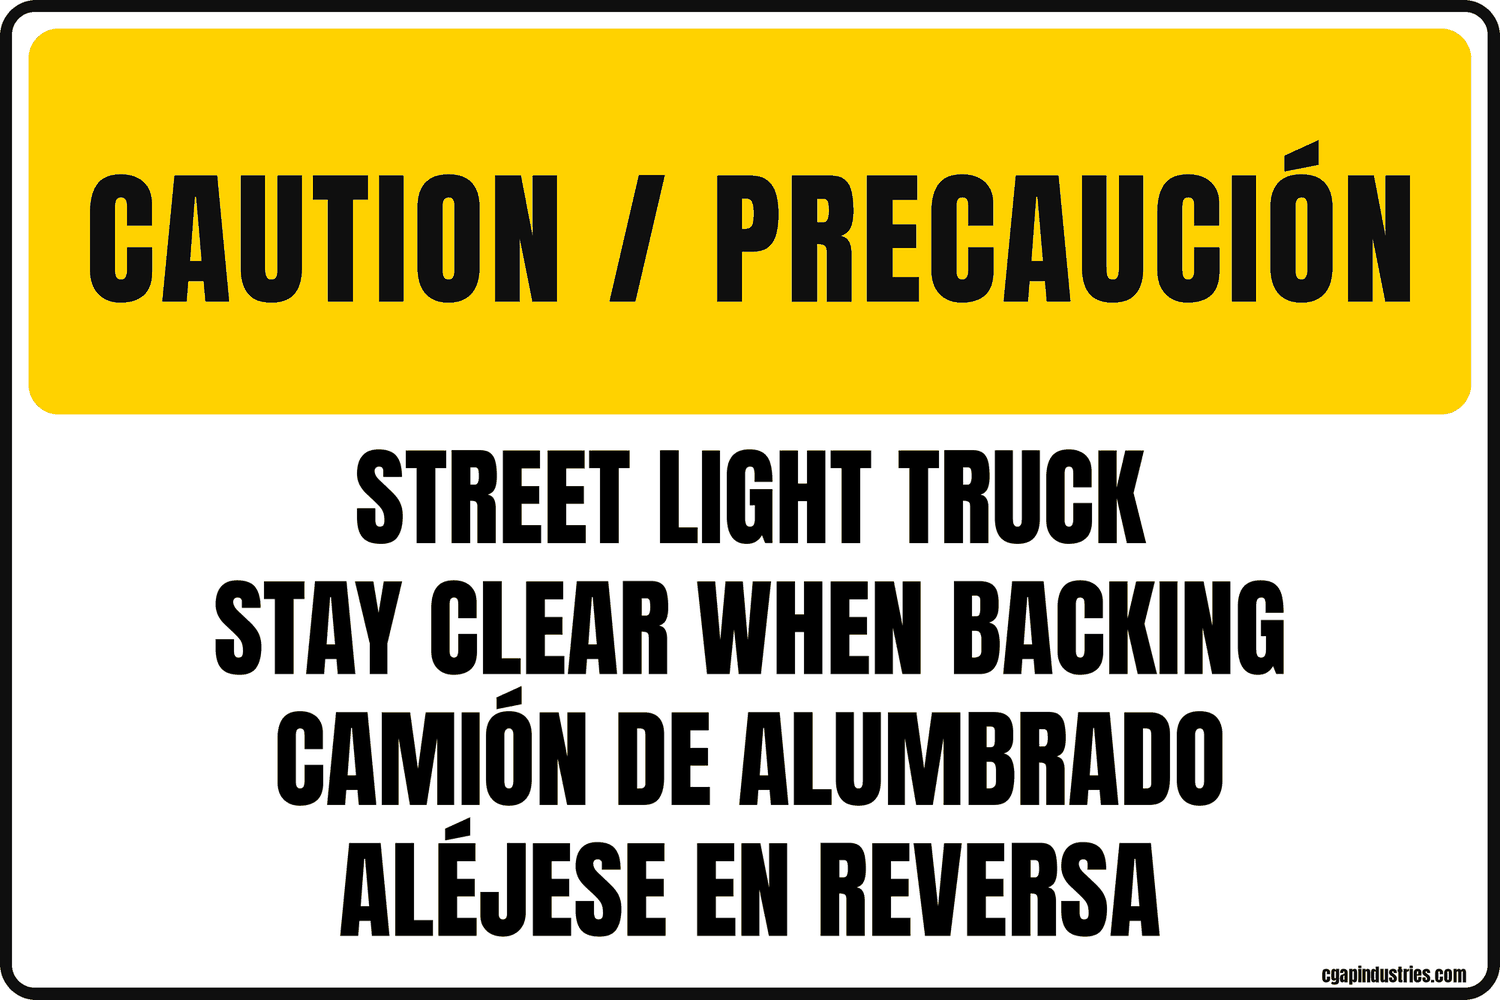 CAUTION / PRECAUCIÓN
STREET LIGHT TRUCK
STAY CLEAR WHEN BACKING
CAMIÓN DE ALUMBRADO
ALÉJESE EN REVERSA
cgapindustries.com